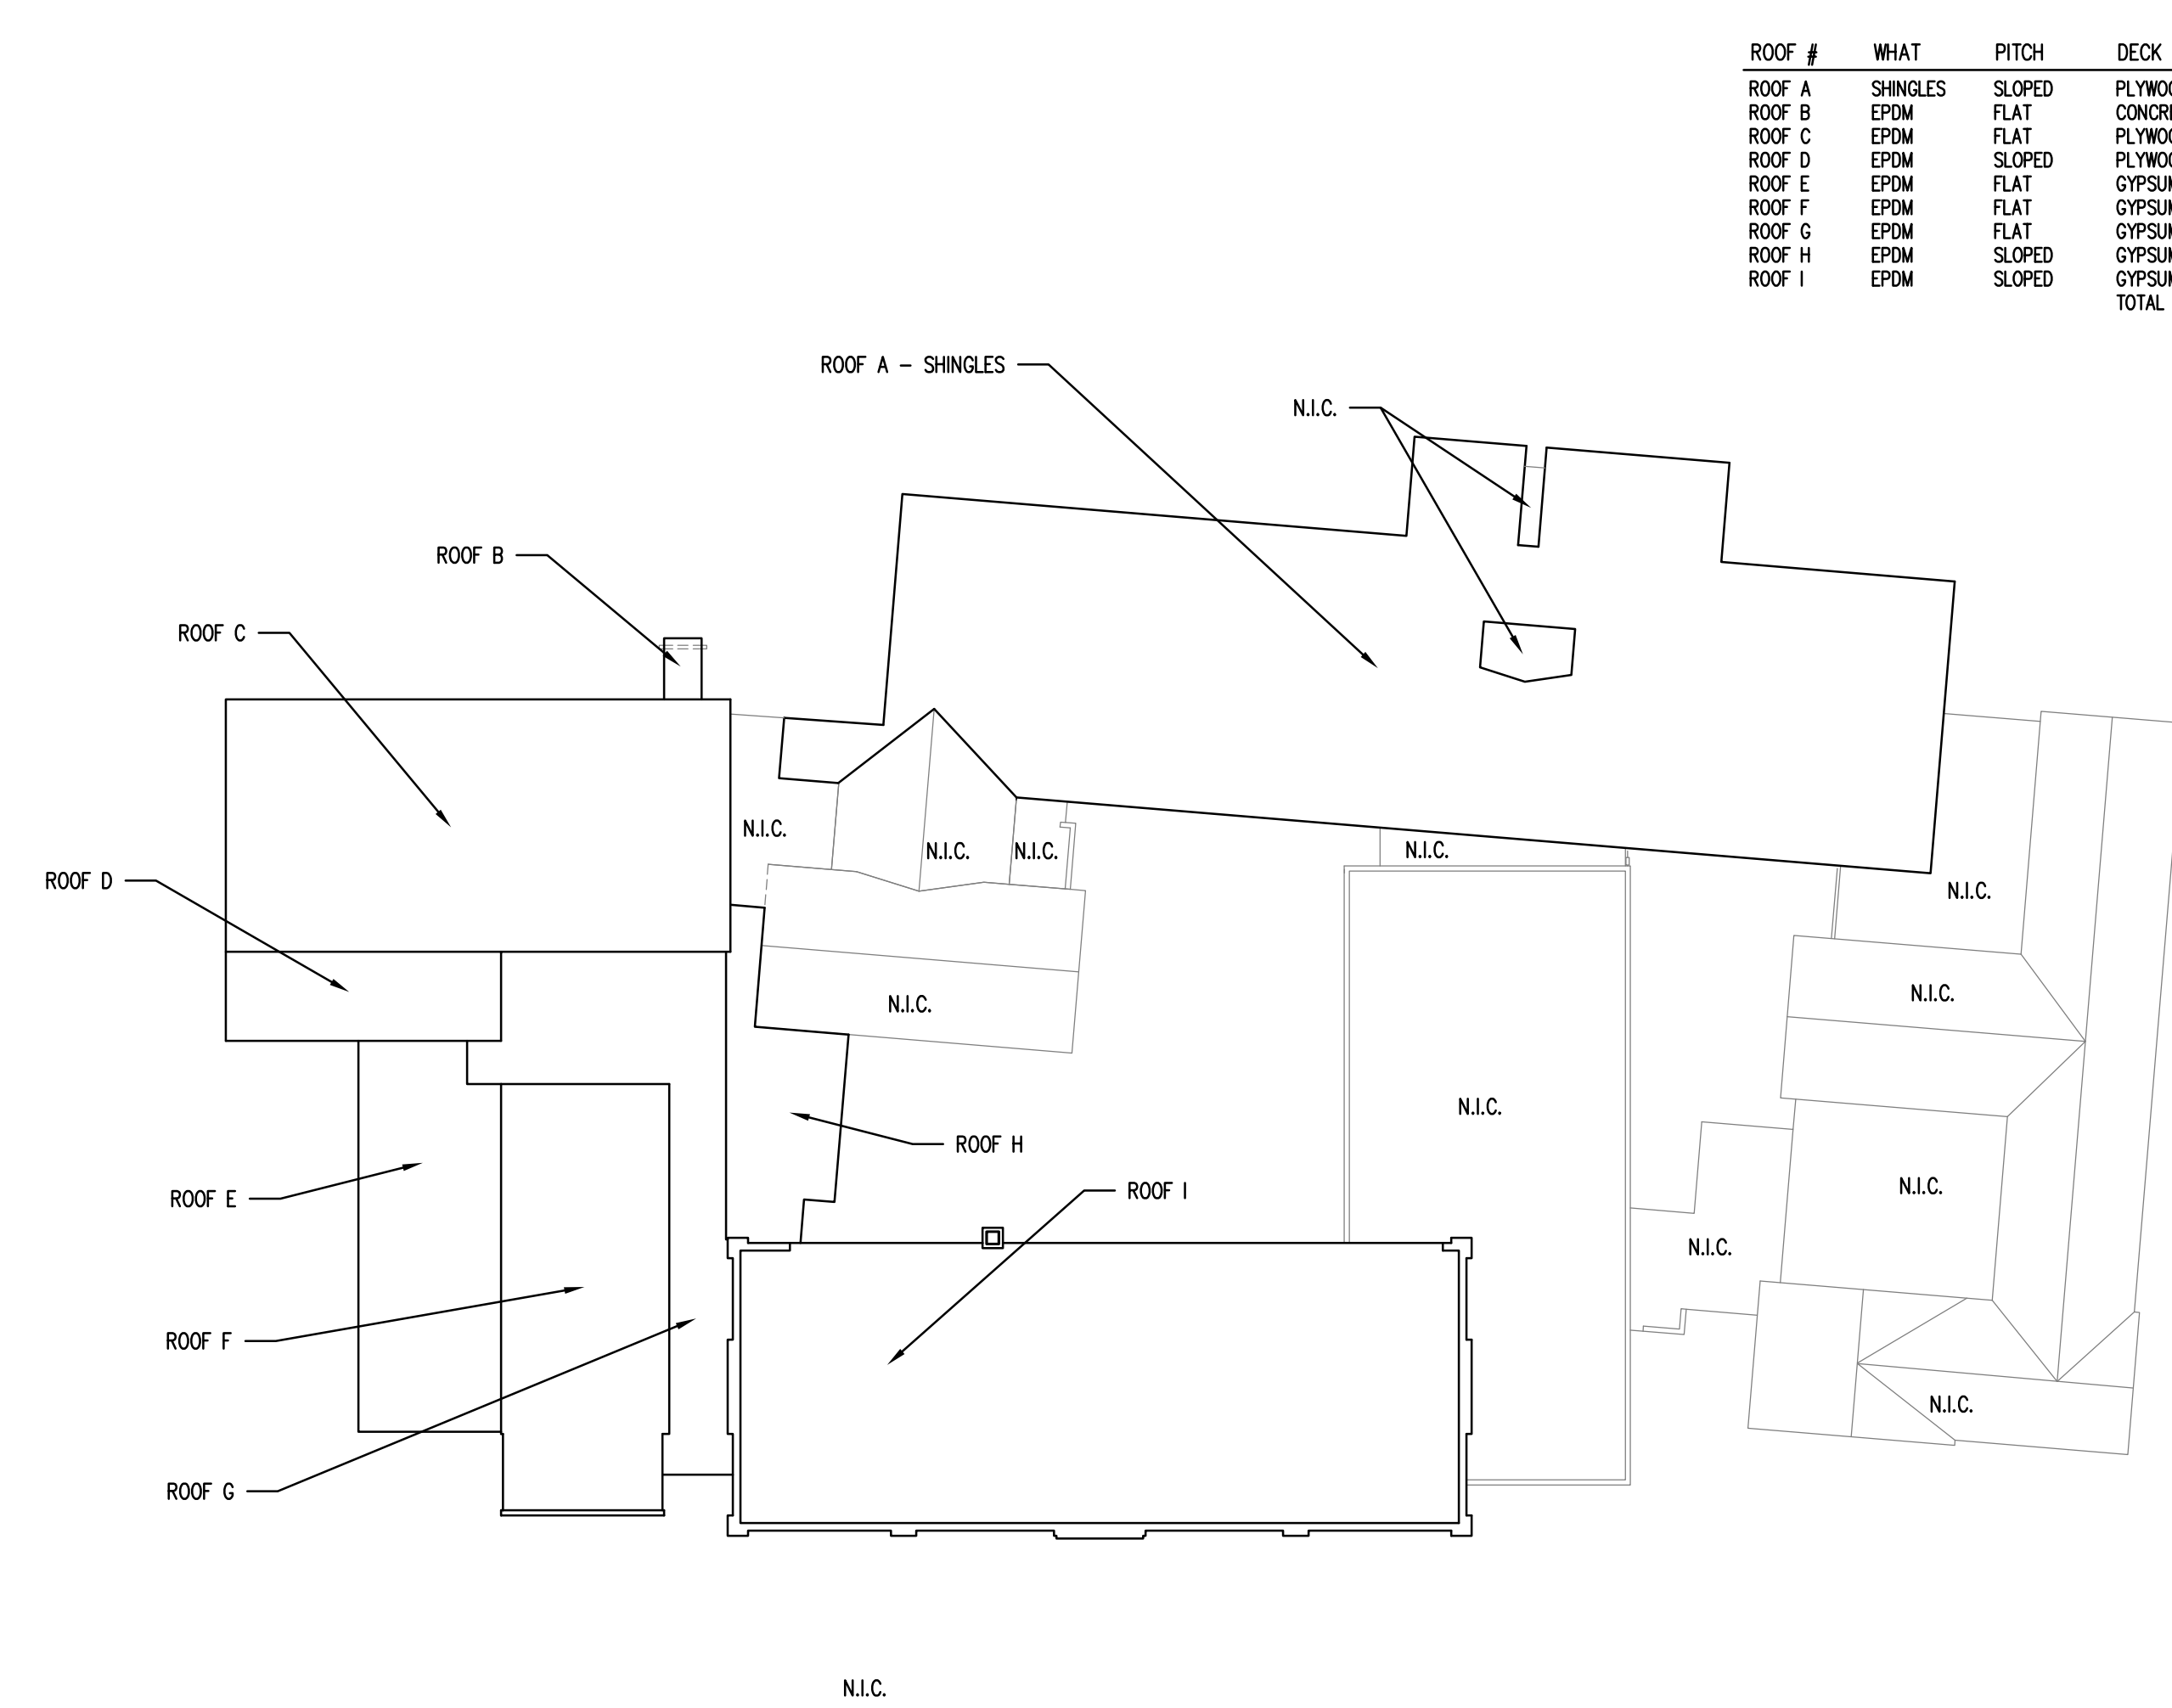 ROOF # WHAT PITCH DECK
ROOF A SHINGLES SLOPED
ROOF B EPDM FLAT
ROOF C EPDM FLAT
ROOF D EPDM SLOPED
ROOF E EPDM FLAT
ROOF F EPDM FLAT
ROOF G EPDM FLAT
ROOF H EPDM SLOPED
ROOF I EPDM SLOPED
TOTAL
ROOF A - SHINGLES
N.I.C.
ROOF B
ROOF C
N.I.C.
N.I.C.
N.I.C.
N.I.C.
ROOF D
N.I.C.
N.I.C.
N.I.C.
N.I.C.
ROOF H
ROOF E
ROOF I
N.I.C.
N.I.C.
ROOF F
N.I.C.
ROOF G
N.I.C.